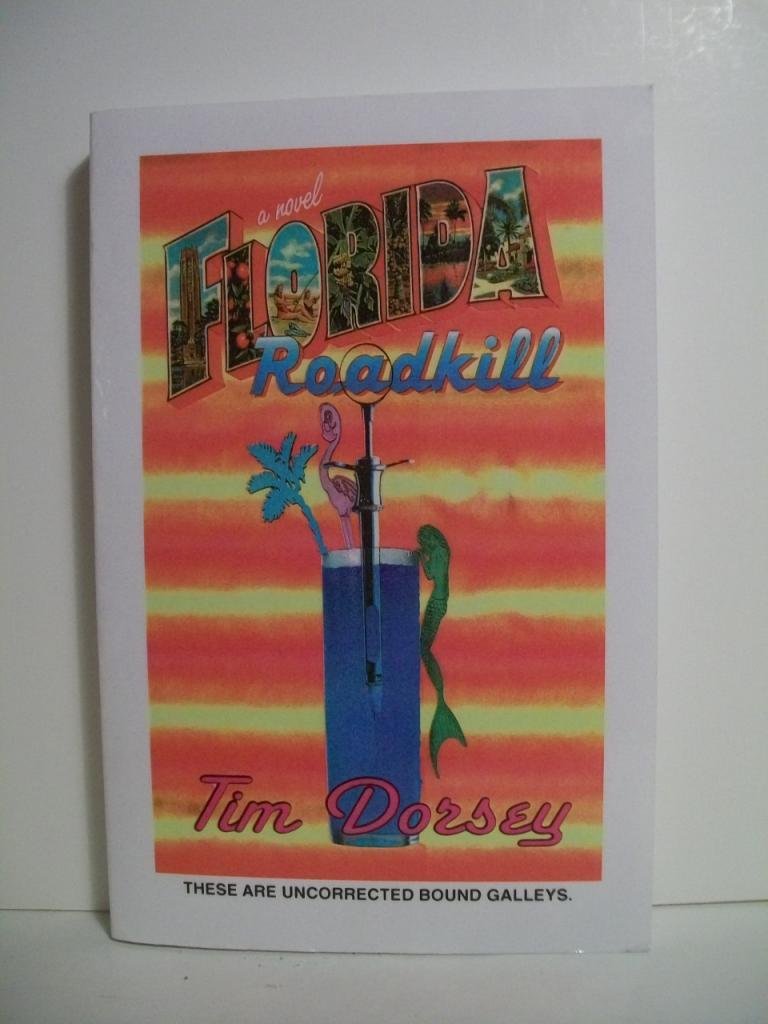 a novel
FLORIDA
Roadkill
Tim Dorsey
THESE ARE UNCORRECTED BOUND GALLEYS.